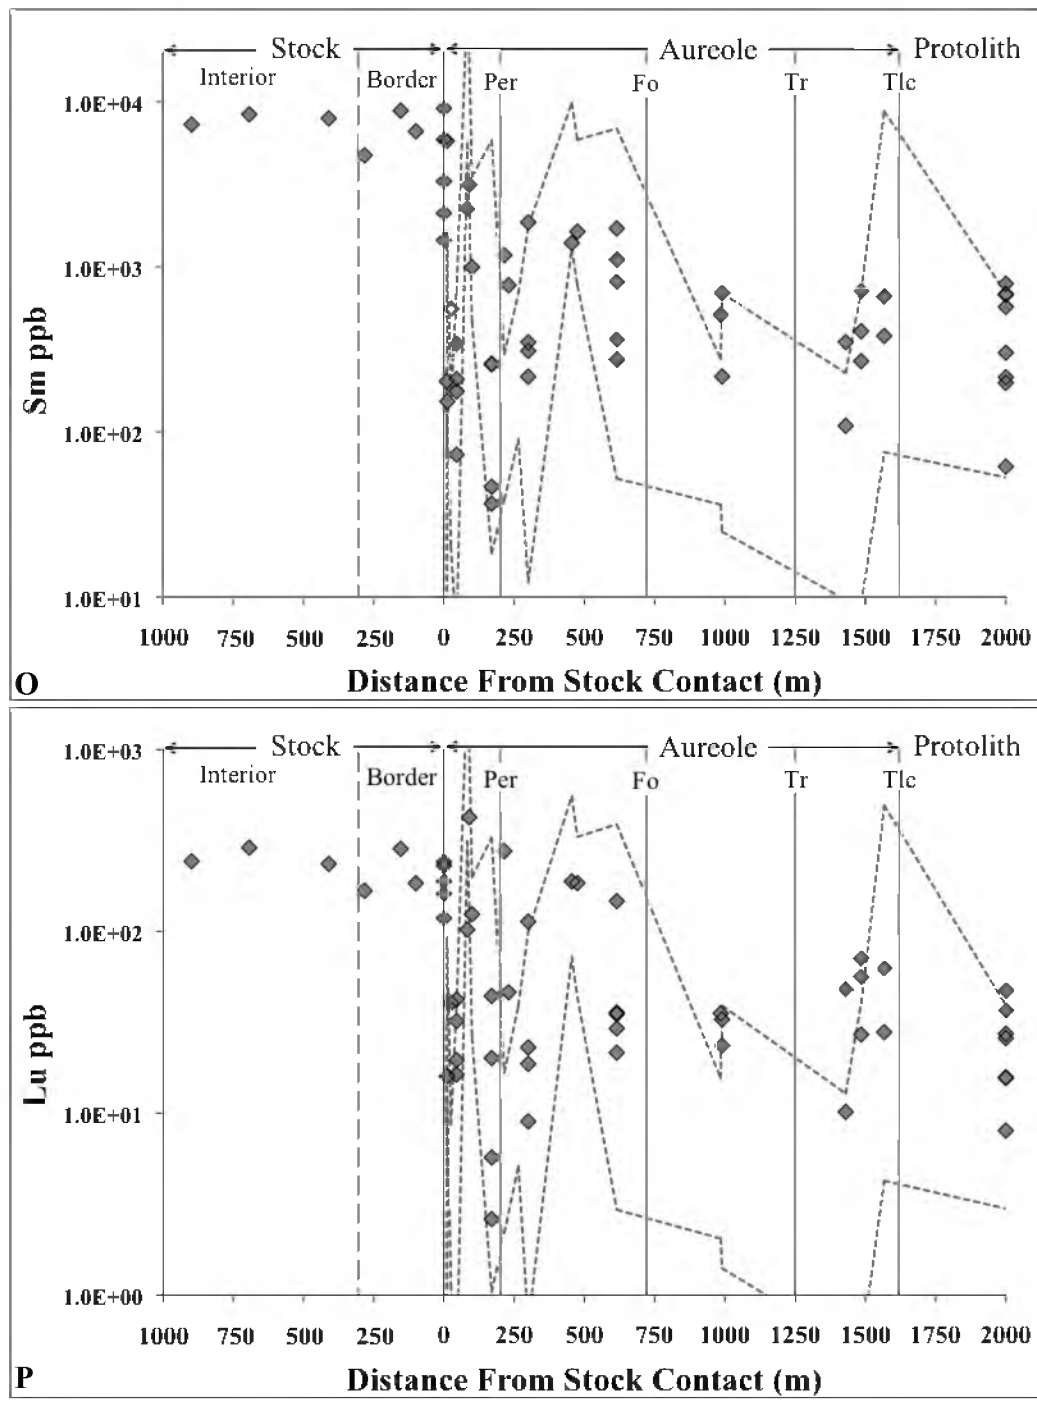 Stock Aureole Protolith
Interior Border Per Fo Tr Tlc
1.0E+04
1.0E+03
1.0E+02
1.0E+01
Sm ppb
1000 750 500 250 0 250 500 750 1000 1250 1500 1750 2000
O Distance From Stock Contact (m)
Stock Aureole Protolith
Interior Border Per Fo Tr Tlc
1.0E+03
1.0E+02
1.0E+01
1.0E+00
Lu ppb
1000 750 500 250 0 250 500 750 1000 1250 1500 1750 2000
P Distance From Stock Contact (m)